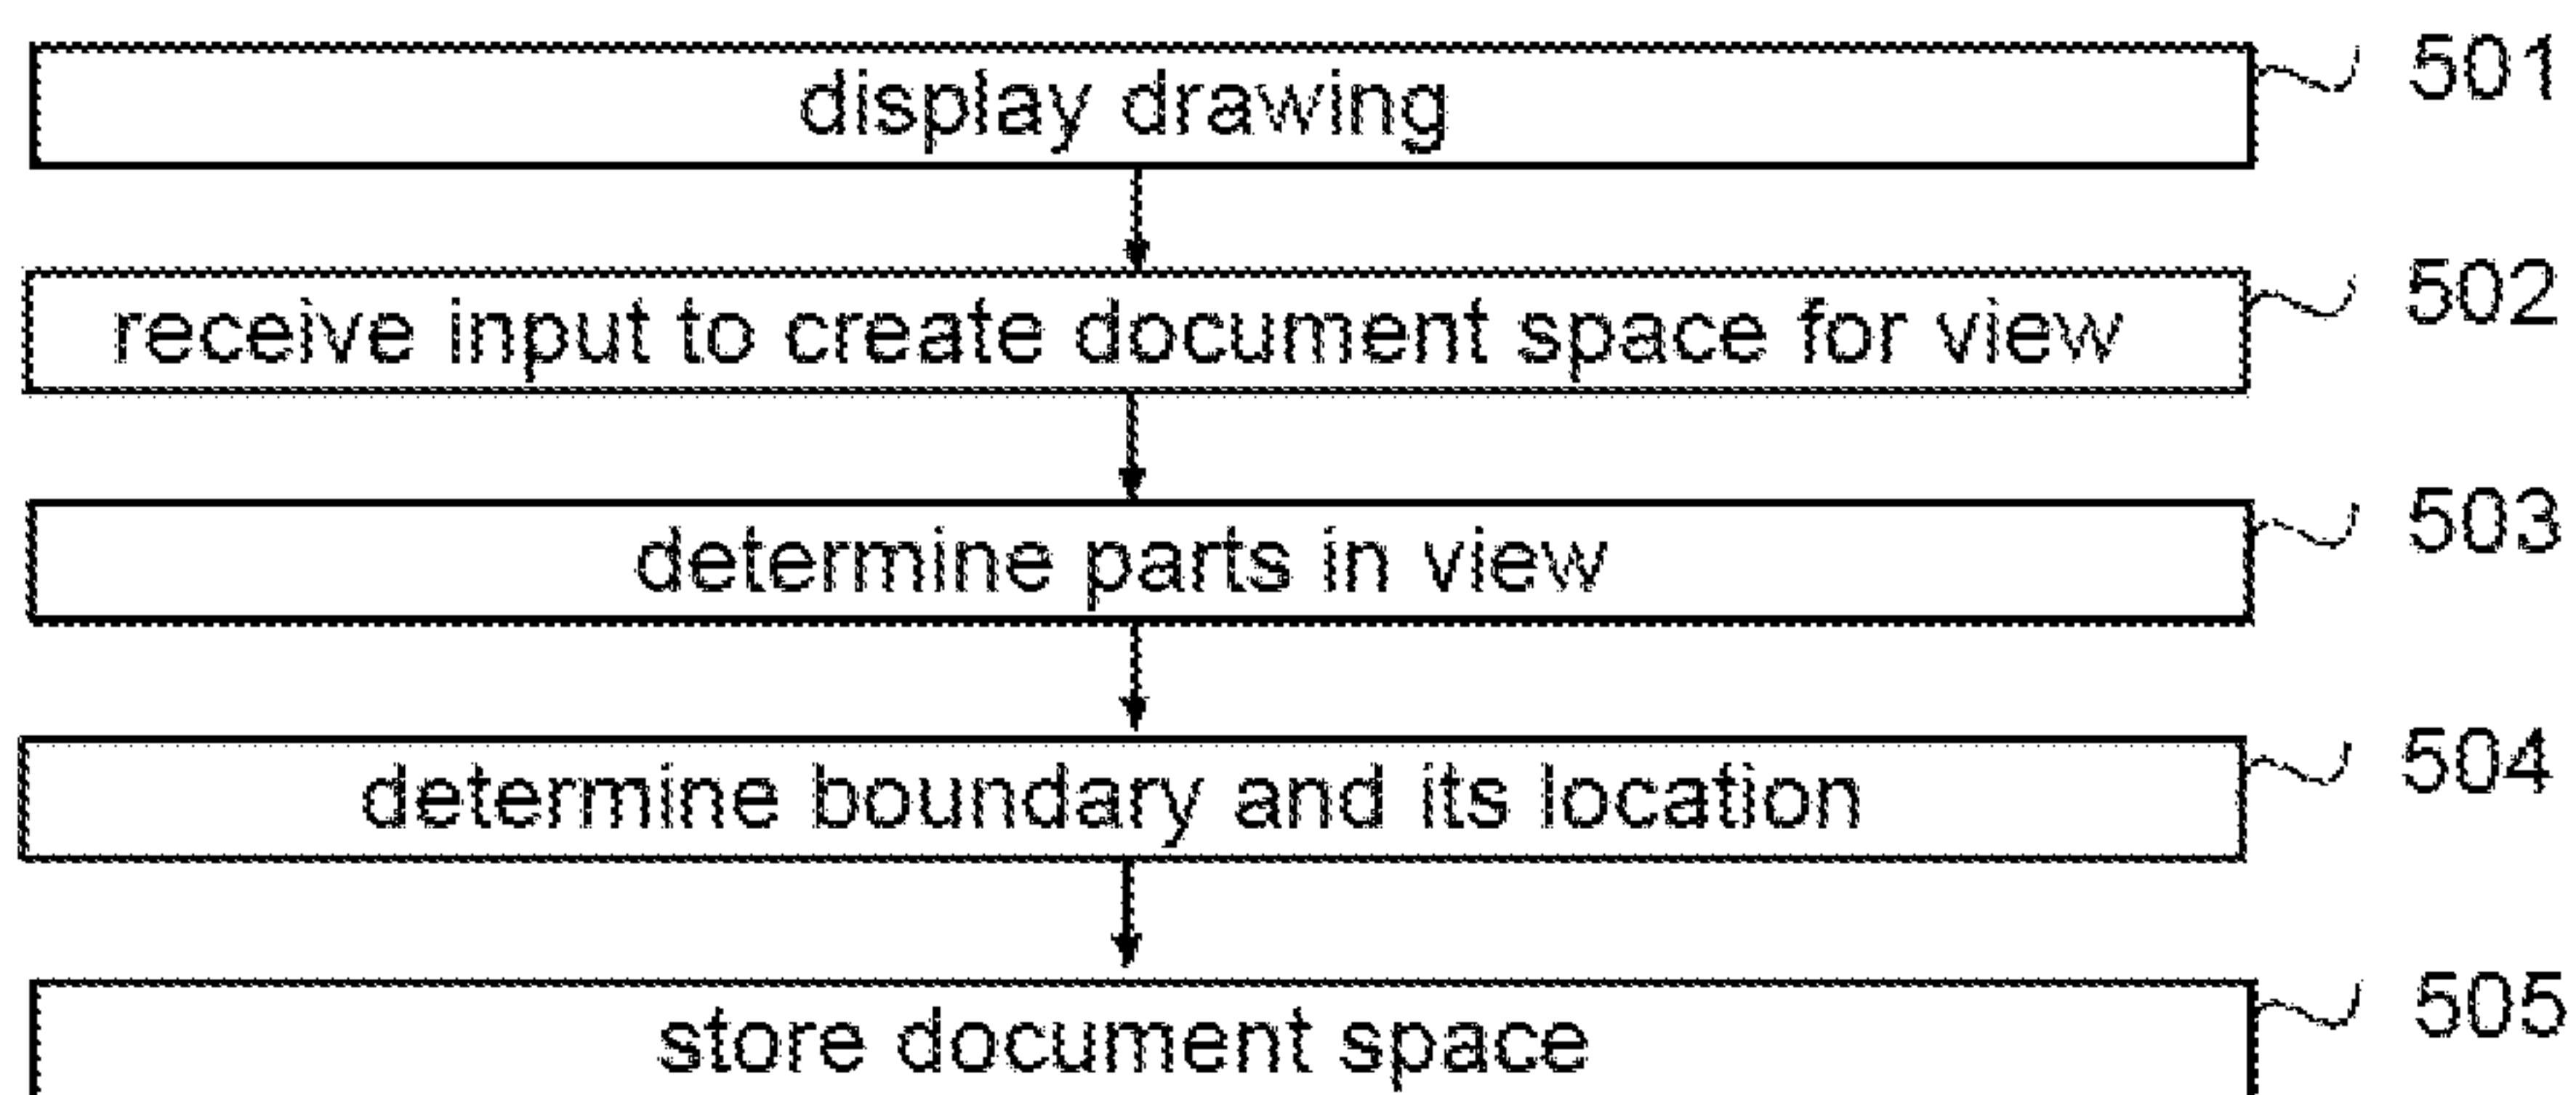 display drawing 501
receive input to create document space for view 502
determine parts in view 503
determine boundary and its location 504
store document space 505